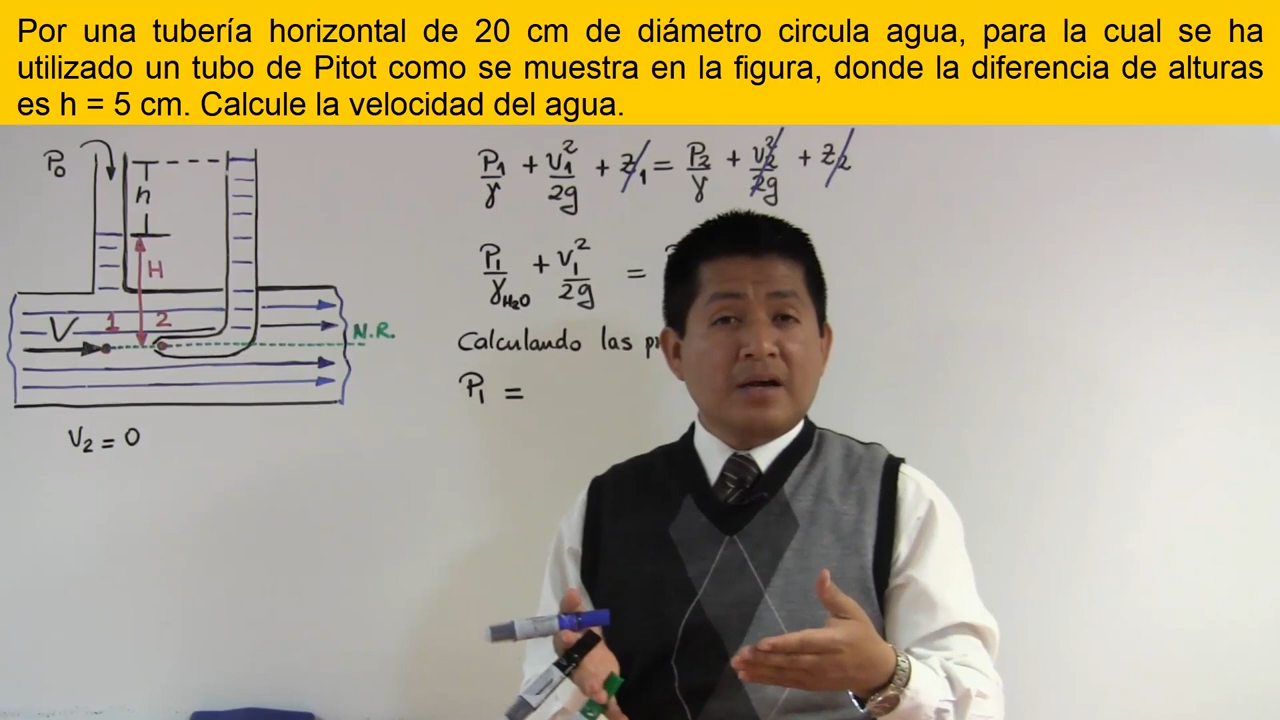 Por una tubería horizontal de 20 cm de diámetro circula agua, para la cual se ha
utilizado un tubo de Pitot como se muestra en la figura, donde la diferencia de alturas
es h = 5 cm. Calcule la velocidad del agua.
P₀
h
H
V
1
2
N.R.
V₂ = 0
P₁/γ + v₁²/2g + z₁ = P₂/γ + v₂²/2g + z₂
P₁/γH₂O + v₁²/2g =
Calculando las
P₁ =